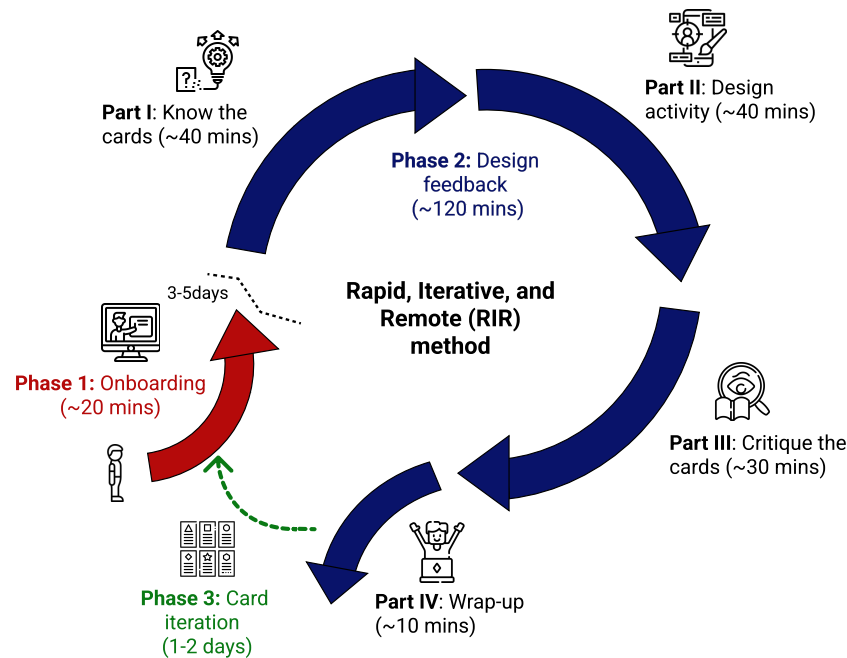 Part I: Know the
cards (~40 mins)
Part II: Design
activity (~40 mins)
Phase 2: Design
feedback
(~120 mins)
3-5days
Rapid, Iterative, and
Remote (RIR)
method
Phase 1: Onboarding
(~20 mins)
Part III: Critique the
cards (~30 mins)
Phase 3: Card
iteration
(1-2 days)
Part IV: Wrap-up
(~10 mins)
?